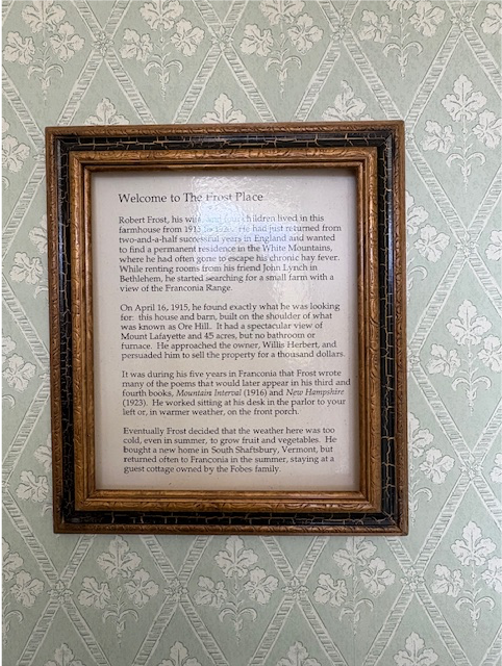 Welcome to The Frost Place
Robert Frost, his wife, and four children lived in this
farmhouse from 1915 to He had just returned from
two-and-a-half successful years in England and wanted
to find a permanent residence in the White Mountains,
where he had often gone to escape his chronic hay fever.
While renting rooms from his friend John Lynch in
Bethlehem, he started searching for a small farm with a
view of the Franconia Range.
On April 16, 1915, he found exactly what he was looking
for: this house and barn, built on the shoulder of what
was known as Ore Hill. It had a spectacular view of
Mount Lafayette and 45 acres, but no bathroom or
furnace. He approached the owner, Willis Herbert, and
persuaded him to sell the property for a thousand dollars.
It was during his five years in Franconia that Frost wrote
many of the poems that would later appear in his third and
fourth books, Mountain Interval (1916) and New Hampshire
(1923). He worked sitting at his desk in the parlor to your
left or, in warmer weather, on the front porch.
Eventually Frost decided that the weather here was too
cold, even in summer, to grow fruit and vegetables. He
bought a new home in South Shaftsbury, Vermont, but
returned often to Franconia in the summer, staying at a
guest cottage owned by the Fobes family.